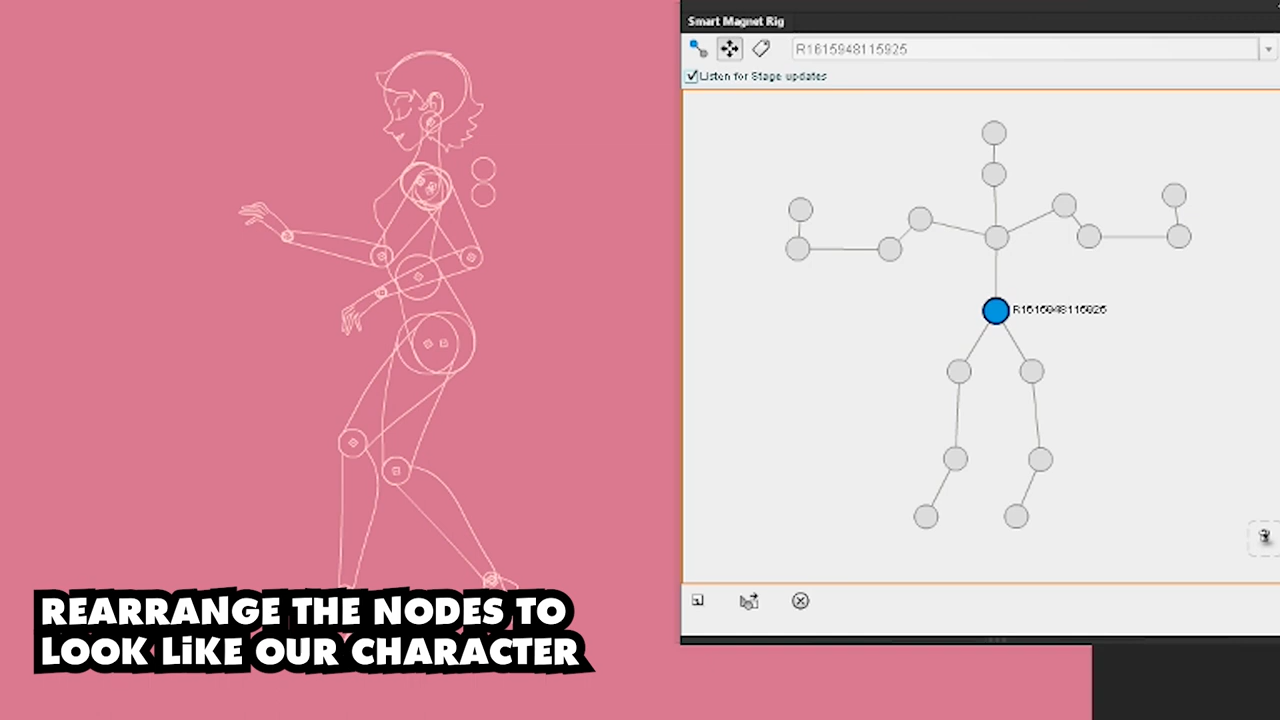 Smart Magnet Rig
R1615948115925
Listen for Stage updates
R1615948115925
REARRANGE THE NODES TO
LOOK LiKE OUR CHARACTER